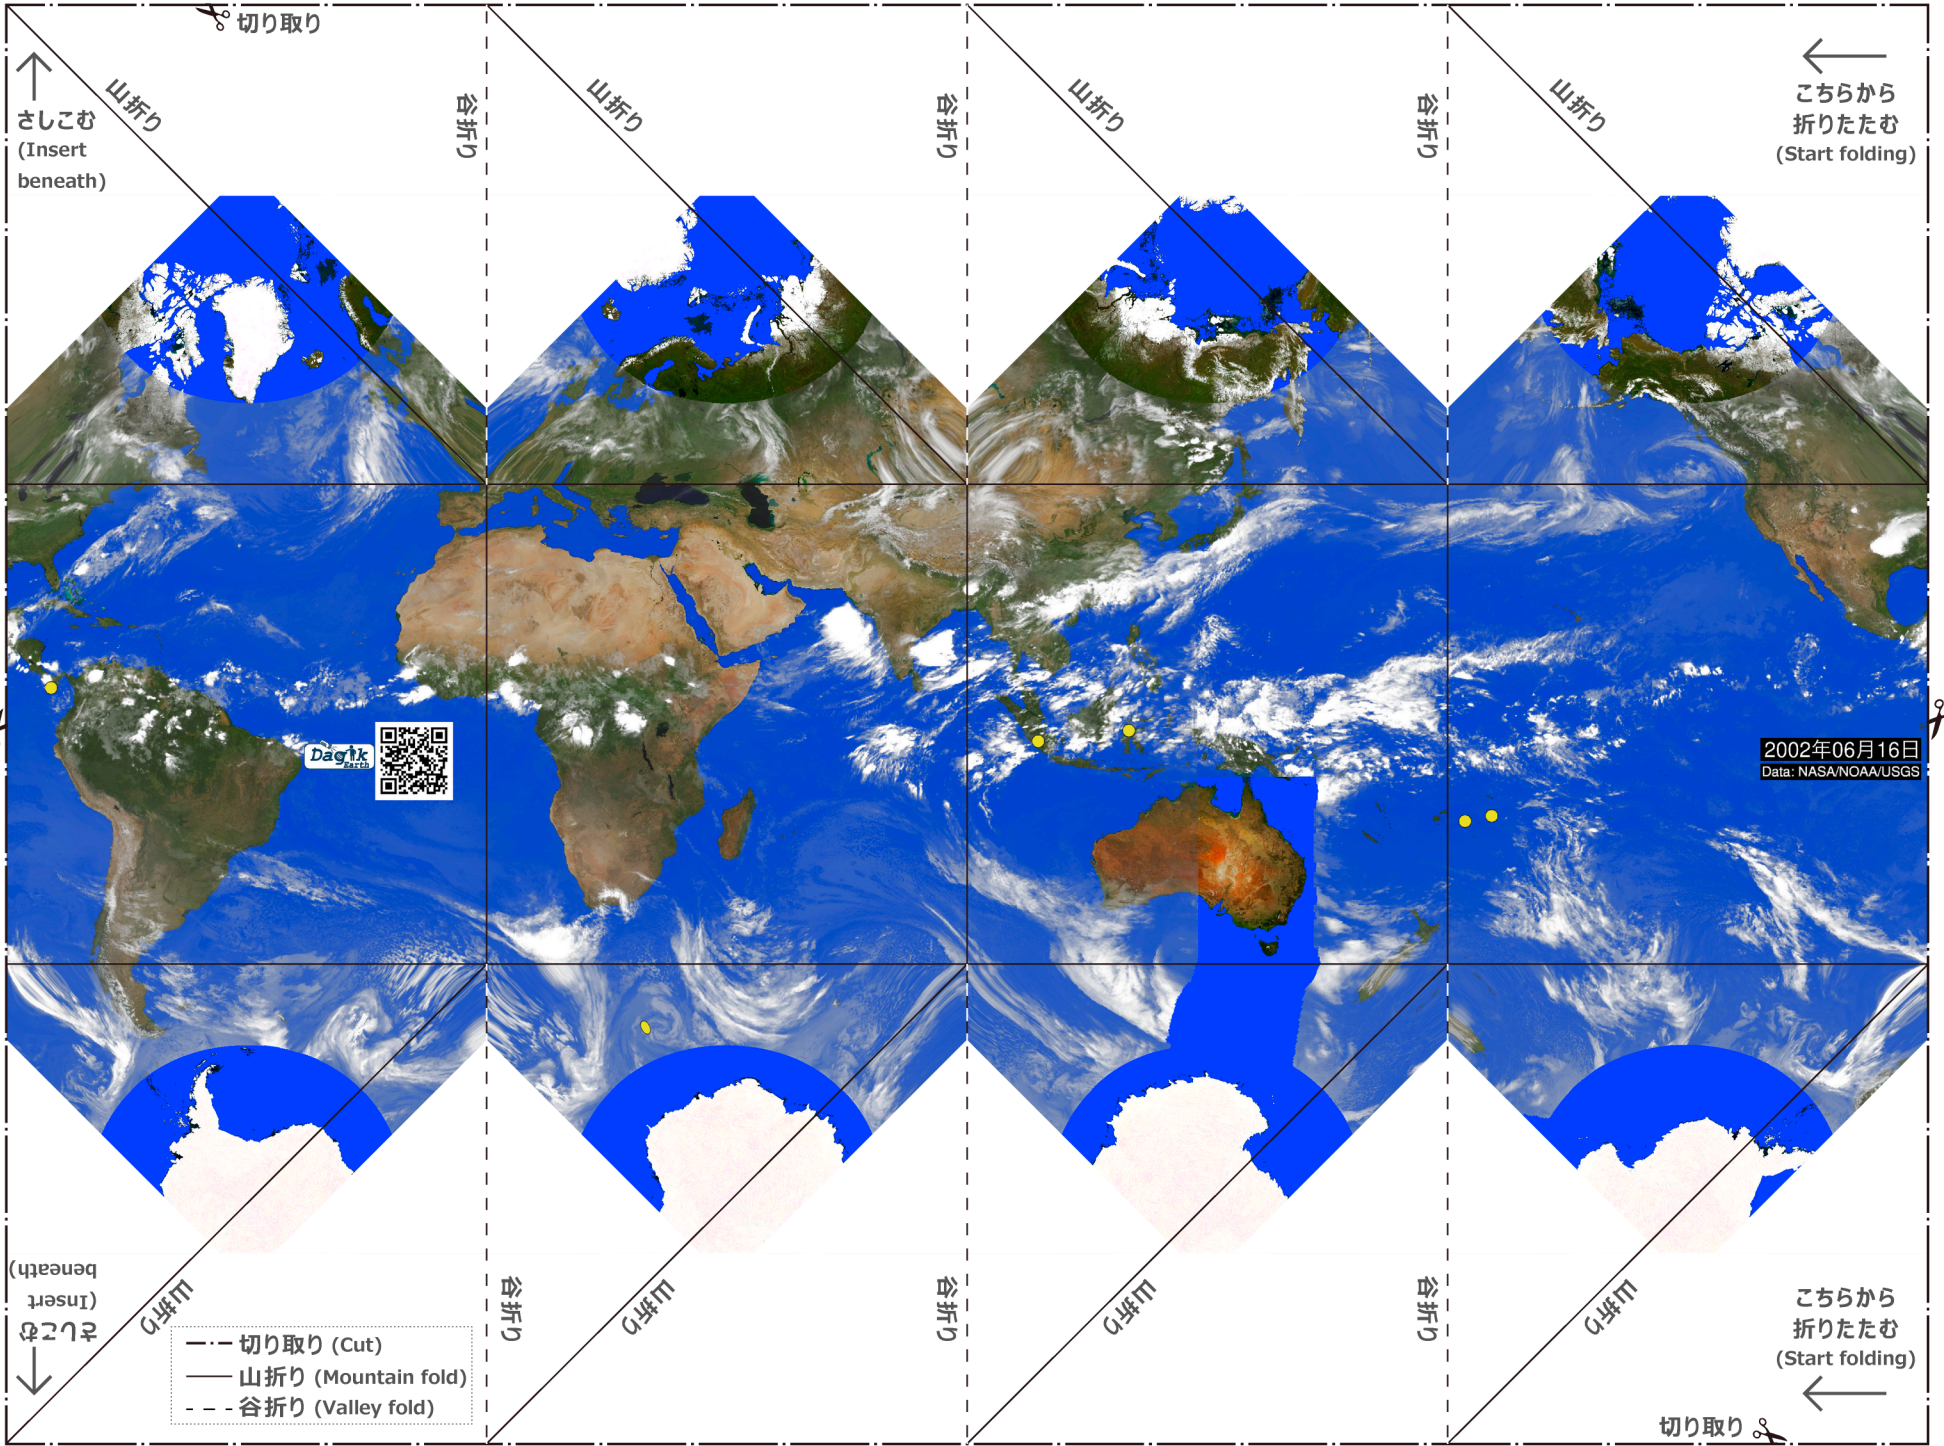 切り取り
山折り
谷折り
山折り
谷折り
山折り
谷折り
山折り
さしこむ
(Insert
beneath)
こちらから
折りたたむ
(Start folding)
Dagik
Earth
2002年06月16日
Data: NASA/NOAA/USGS
さしこむ
(Insert
beneath)
山折り
谷折り
山折り
谷折り
山折り
谷折り
山折り
切り取り (Cut)
山折り (Mountain fold)
谷折り (Valley fold)
こちらから
折りたたむ
(Start folding)
切り取り